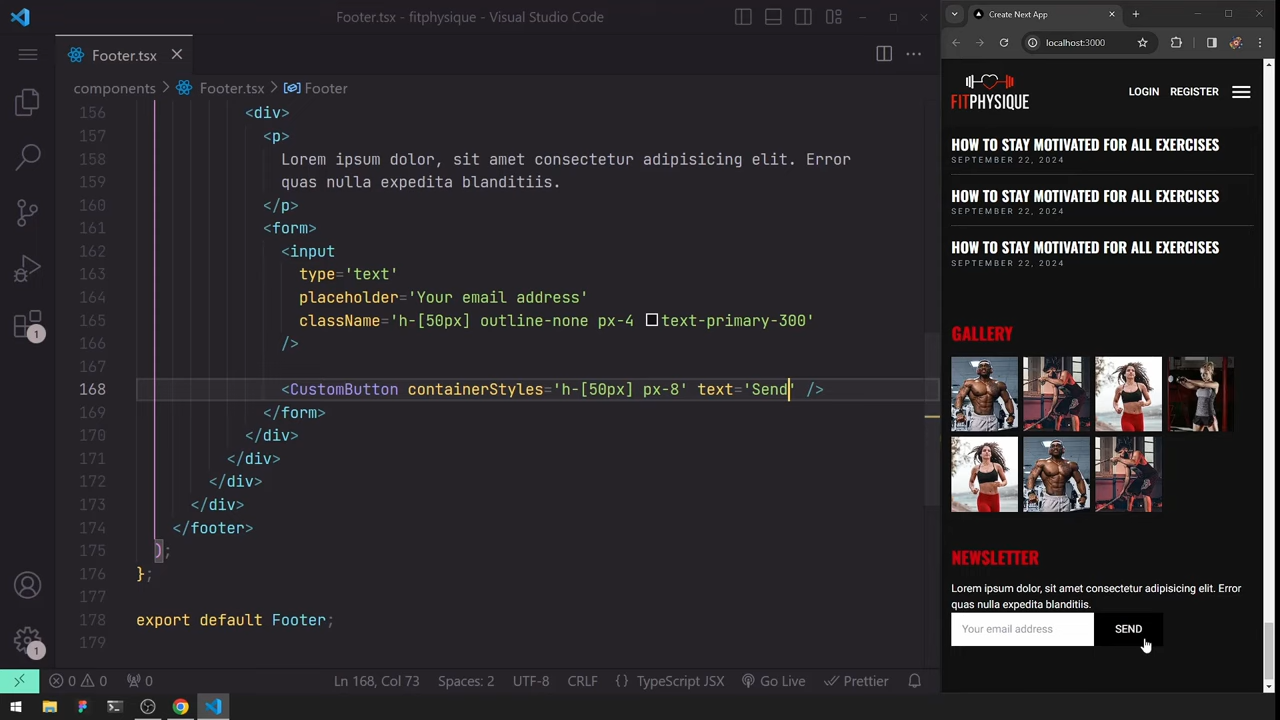 Footer.tsx - fitphysique - Visual Studio Code
Footer.tsx
components
Footer.tsx
Footer
156 <div>
157 <p>
158 Lorem ipsum dolor, sit amet consectetur adipisicing elit. Error
159 quas nulla expedita blanditiis.
160 </p>
161 <form>
162 <input
163 type='text'
164 placeholder='Your email address'
165 className='h-[50px] outline-none px-4 text-primary-300'
166 />
167
168 <CustomButton containerStyles='h-[50px] px-8' text='Send' />
169 </form>
170 </div>
171 </div>
172 </div>
173 </div>
174 </footer>
175 );
176 };
177
178 export default Footer;
179
1
1
0
0
0
Ln 168, Col 73
Spaces: 2
UTF-8
CRLF
{} TypeScript JSX
Go Live
Prettier
Create Next App
localhost:3000
FITPHYSIQUE
LOGIN
REGISTER
HOW TO STAY MOTIVATED FOR ALL EXERCISES
SEPTEMBER 22, 2024
HOW TO STAY MOTIVATED FOR ALL EXERCISES
SEPTEMBER 22, 2024
HOW TO STAY MOTIVATED FOR ALL EXERCISES
SEPTEMBER 22, 2024
GALLERY
NEWSLETTER
Lorem ipsum dolor, sit amet consectetur adipisicing elit. Error
quas nulla expedita blanditiis.
Your email address
SEND